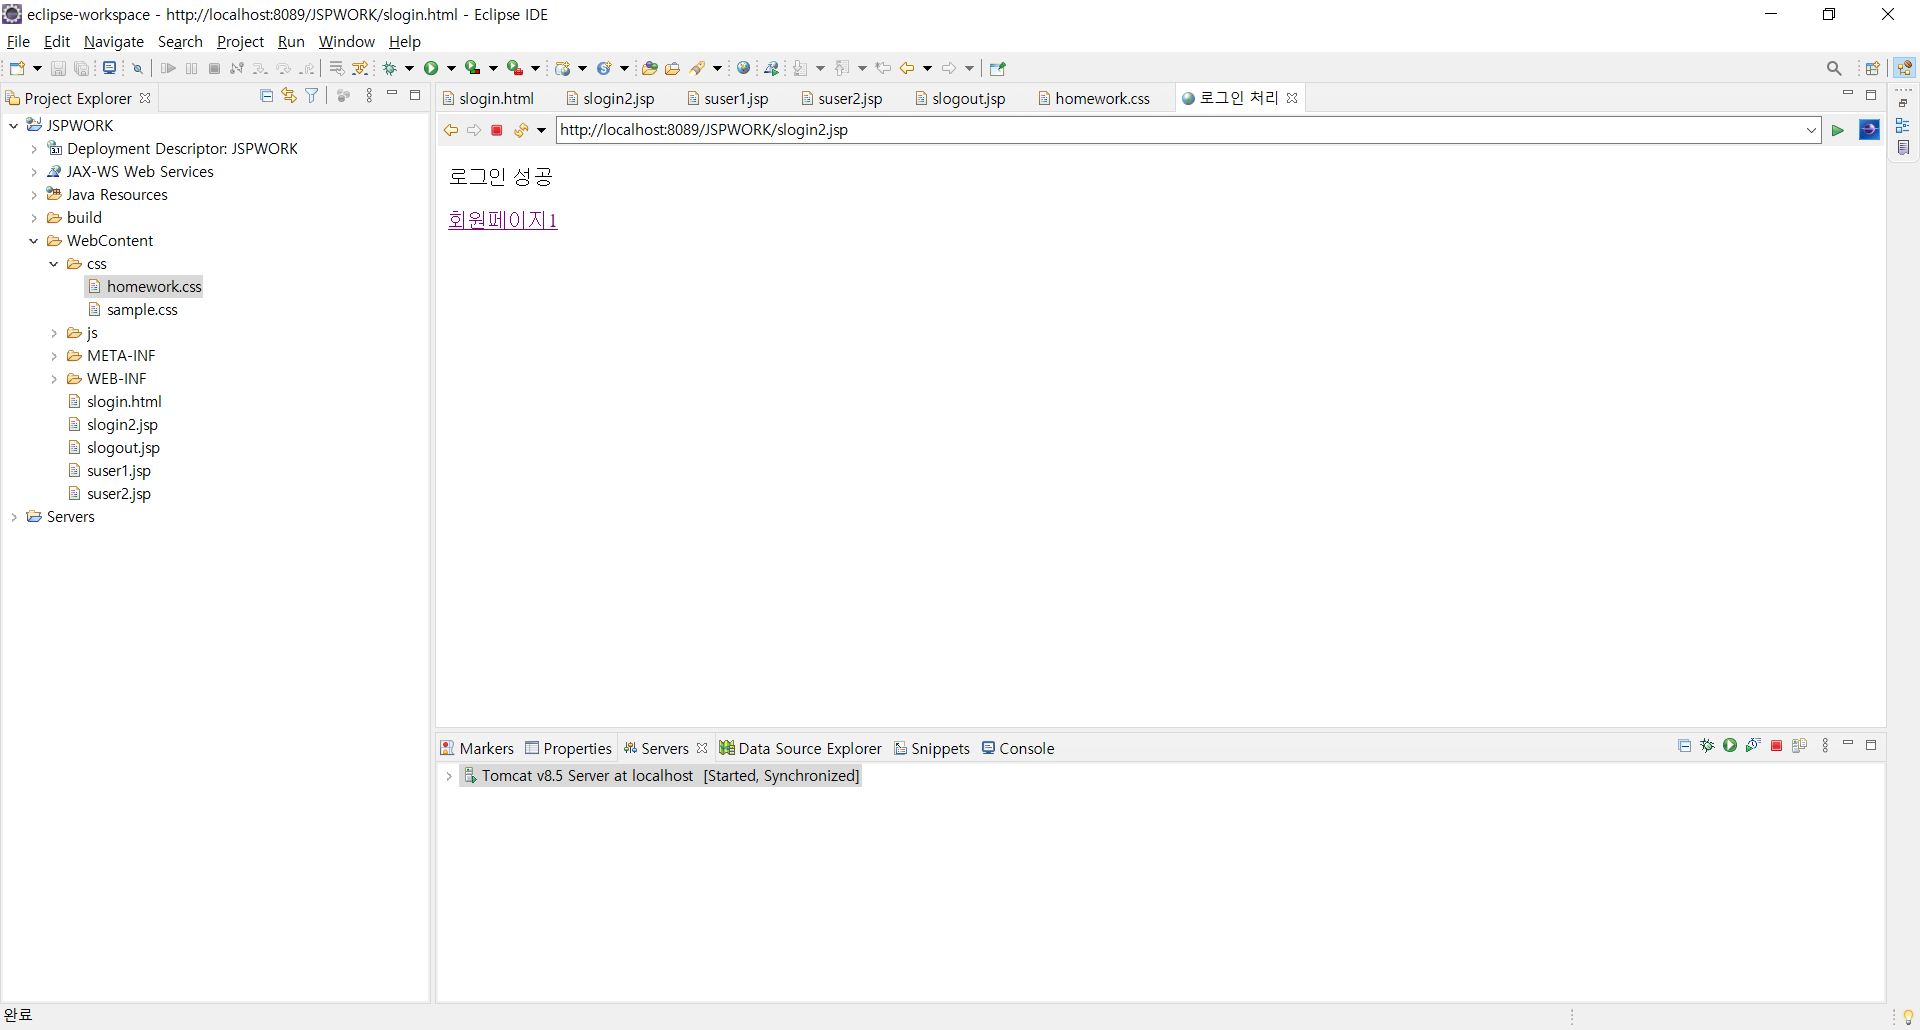 eclipse-workspace - http://localhost:8089/JSPWORK/slogin.html - Eclipse IDE
File Edit Navigate Search Project Run Window Help
Project Explorer
JSPWORK
Deployment Descriptor: JSPWORK
JAX-WS Web Services
Java Resources
build
WebContent
css
homework.css
sample.css
js
META-INF
WEB-INF
slogin.html
slogin2.jsp
slogout.jsp
suser1.jsp
suser2.jsp
Servers
slogin.html slogin2.jsp suser1.jsp suser2.jsp slogout.jsp homework.css 로그인 처리
http://localhost:8089/JSPWORK/slogin2.jsp
로그인 성공
회원페이지1
Markers Properties Servers Data Source Explorer Snippets Console
Tomcat v8.5 Server at localhost [Started, Synchronized]
완료